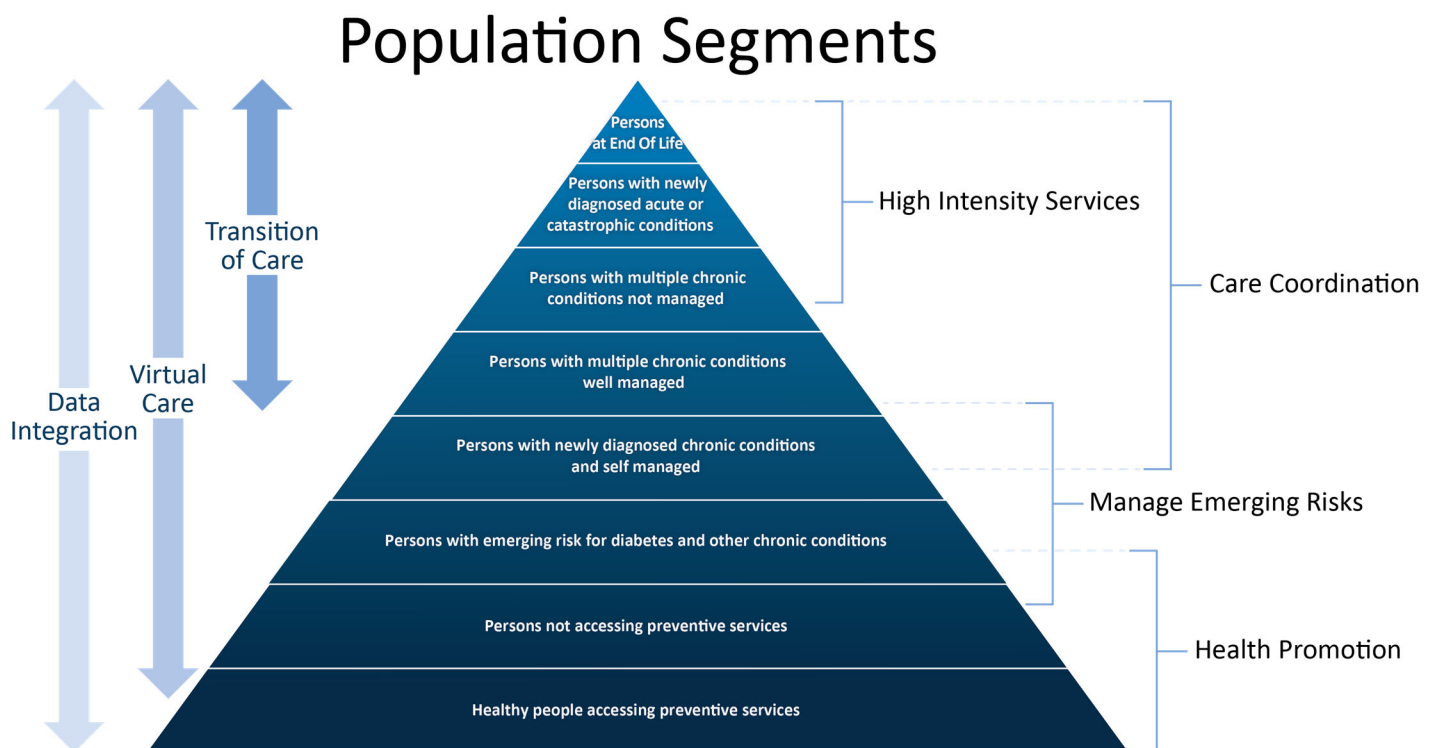 Population Segments
Transition
of Care
Virtual
Care
Data
Integration
Persons
at End Of Life
Persons with newly
diagnosed acute or
catastrophic conditions
Persons with multiple chronic
conditions not managed
Persons with multiple chronic conditions
well managed
Persons with newly diagnosed chronic conditions
and self managed
Persons with emerging risk for diabetes and other chronic conditions
Persons not accessing preventive services
Healthy people accessing preventive services
High Intensity Services
Care Coordination
Manage Emerging Risks
Health Promotion